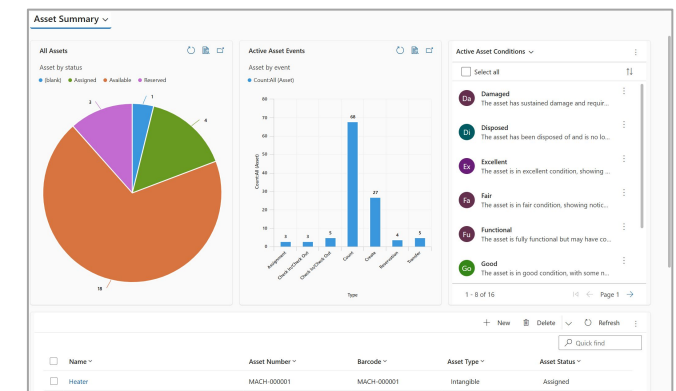 Asset Summary
All Assets
Asset by status
(blank) Assigned Available Reserved
3
1
4
18
Active Asset Events
Asset by event
Count:All (Asset)
Count:All (Asset)
80
70
60
50
40
30
20
10
0
3 3 5 68 27 4 5
Assignment
Check In/Check Out
Check Ins/Check Out
Count
Create
Reservation
Transfer
Type
Active Asset Conditions
Select all
Da Damaged
The asset has sustained damage and requir...
Di Disposed
The asset has been disposed of and is no lo...
Ex Excellent
The asset is in excellent condition, showing ...
Fa Fair
The asset is in fair condition, showing notic...
Fu Functional
The asset is fully functional but may have co...
Go Good
The asset is in good condition, with some n...
1 - 8 of 16 Page 1
New Delete Refresh
Quick find
Name Asset Number Barcode Asset Type Asset Status
Heater MACH-000001 MACH-000001 Intangible Assigned